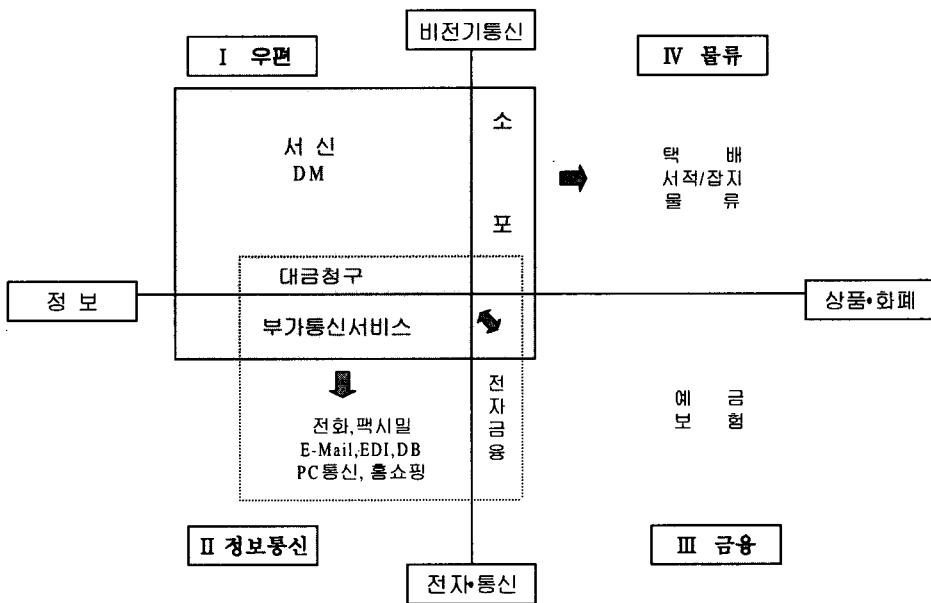 비전기통신
Ⅰ 우편
Ⅳ 물류
서 신
DM
소
포
택 배
서적/잡지
물 류
대금청구
정 보
상품•화폐
부가통신서비스
전
자
금
융
전화,팩시밀
E-Mail,EDI,DB
PC통신, 홈쇼핑
예 금
보 험
Ⅱ 정보통신
Ⅲ 금융
전자•통신